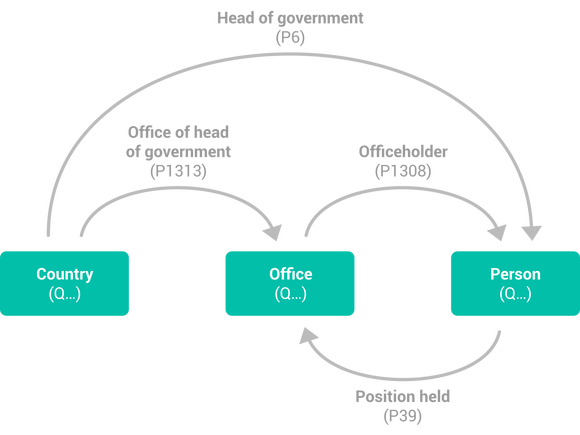 Head of government
(P6)
Office of head
of government
(P1313)
Officeholder
(P1308)
Country
(Q...)
Office
(Q...)
Person
(Q...)
Position held
(P39)